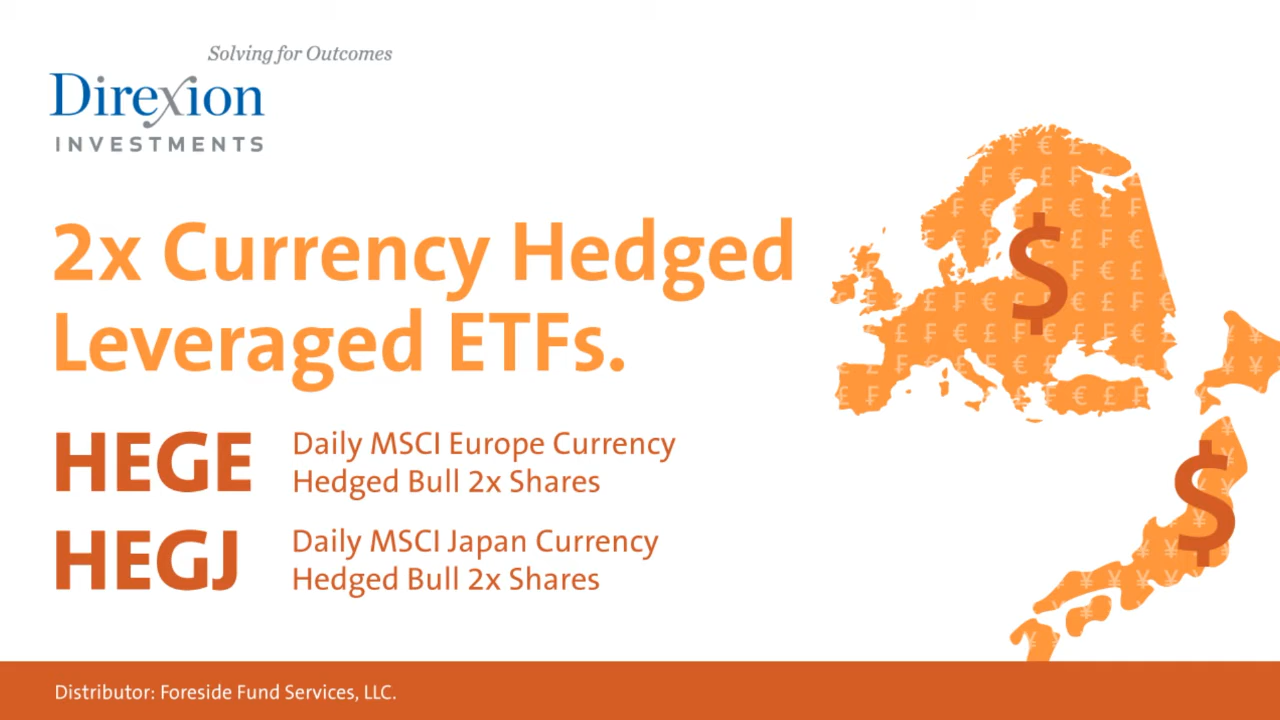 Solving for Outcomes
Direxion
INVESTMENTS
2x Currency Hedged
Leveraged ETFs.
HEGE
Daily MSCI Europe Currency
Hedged Bull 2x Shares
HEGJ
Daily MSCI Japan Currency
Hedged Bull 2x Shares
$
$
Distributor: Foreside Fund Services, LLC.